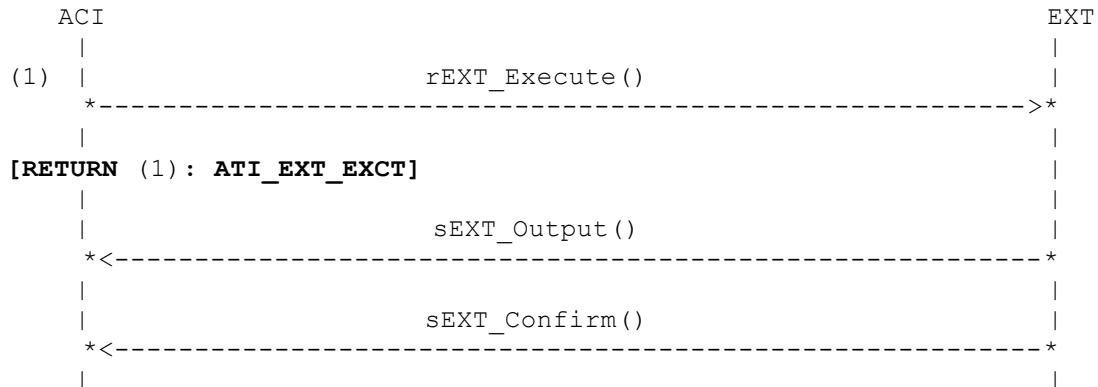 ACI EXT
(1) rEXT_Execute()
[RETURN (1): ATI_EXT_EXCT]
sEXT_Output()
sEXT_Confirm()